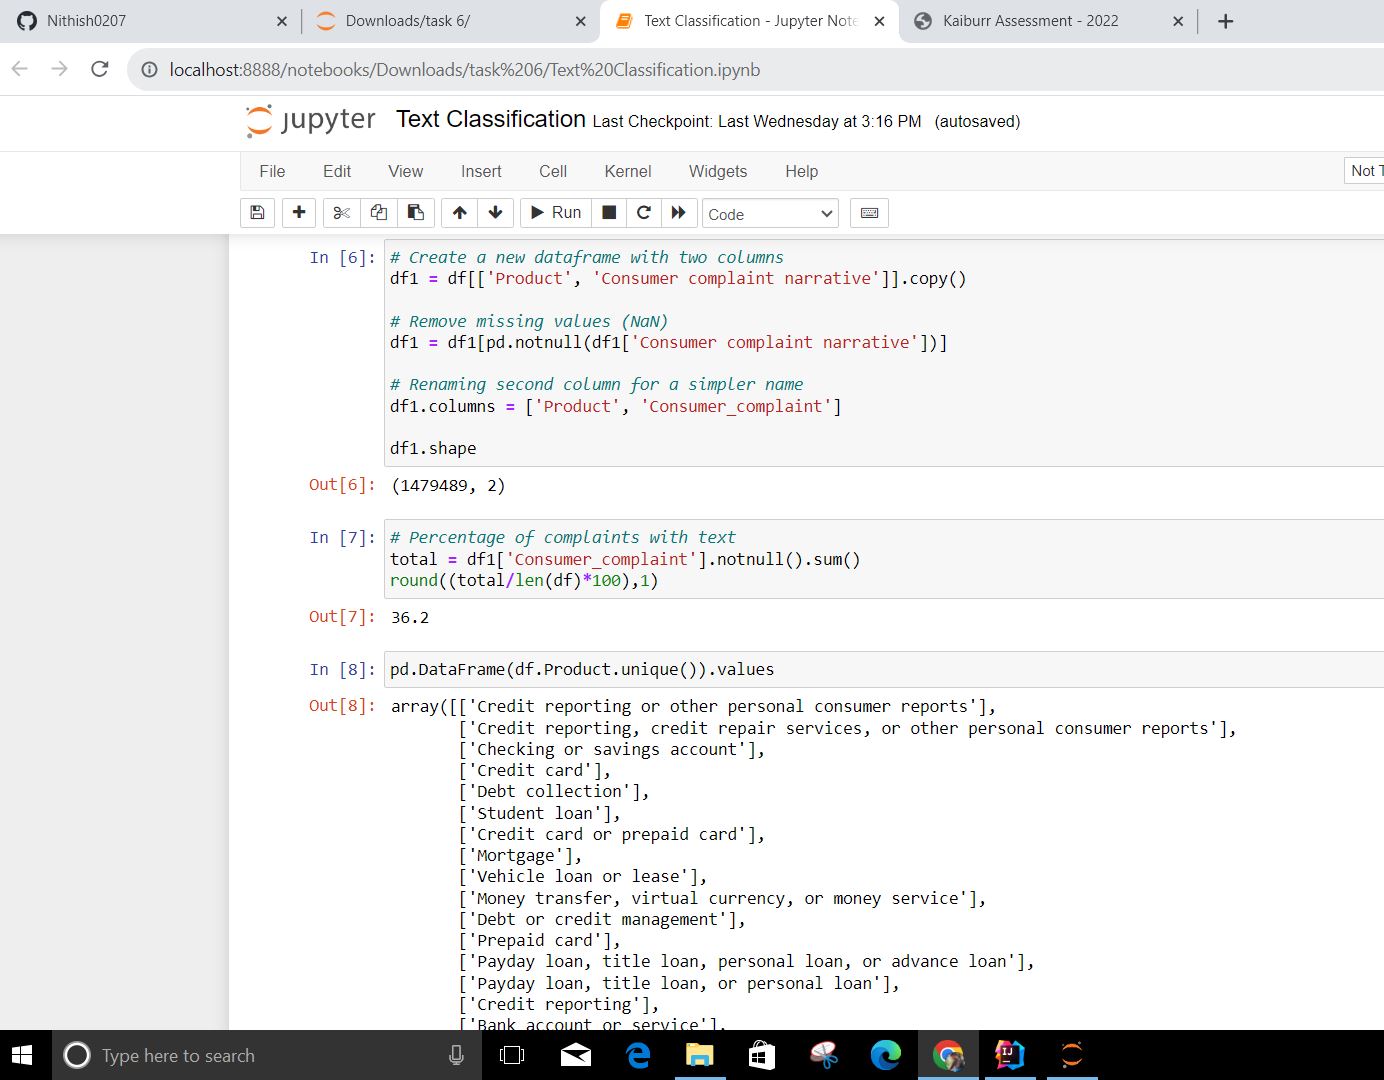 Nithish0207
Downloads/task 6/
Text Classification - Jupyter Note
Kaiburr Assessment - 2022
localhost:8888/notebooks/Downloads/task%206/Text%20Classification.ipynb
jupyter Text Classification Last Checkpoint: Last Wednesday at 3:16 PM (autosaved)
File Edit View Insert Cell Kernel Widgets Help Not T
Run Code
In [6]: # Create a new dataframe with two columns
df1 = df[['Product', 'Consumer complaint narrative']].copy()
# Remove missing values (NaN)
df1 = df1[pd.notnull(df1['Consumer complaint narrative'])]
# Renaming second column for a simpler name
df1.columns = ['Product', 'Consumer_complaint']
df1.shape
Out[6]: (1479489, 2)
In [7]: # Percentage of complaints with text
total = df1['Consumer_complaint'].notnull().sum()
round((total/len(df)*100),1)
Out[7]: 36.2
In [8]: pd.DataFrame(df.Product.unique()).values
Out[8]: array([['Credit reporting or other personal consumer reports'],
['Credit reporting, credit repair services, or other personal consumer reports'],
['Checking or savings account'],
['Credit card'],
['Debt collection'],
['Student loan'],
['Credit card or prepaid card'],
['Mortgage'],
['Vehicle loan or lease'],
['Money transfer, virtual currency, or money service'],
['Debt or credit management'],
['Prepaid card'],
['Payday loan, title loan, personal loan, or advance loan'],
['Payday loan, title loan, or personal loan'],
['Credit reporting'],
['Bank account or service'],
Type here to search